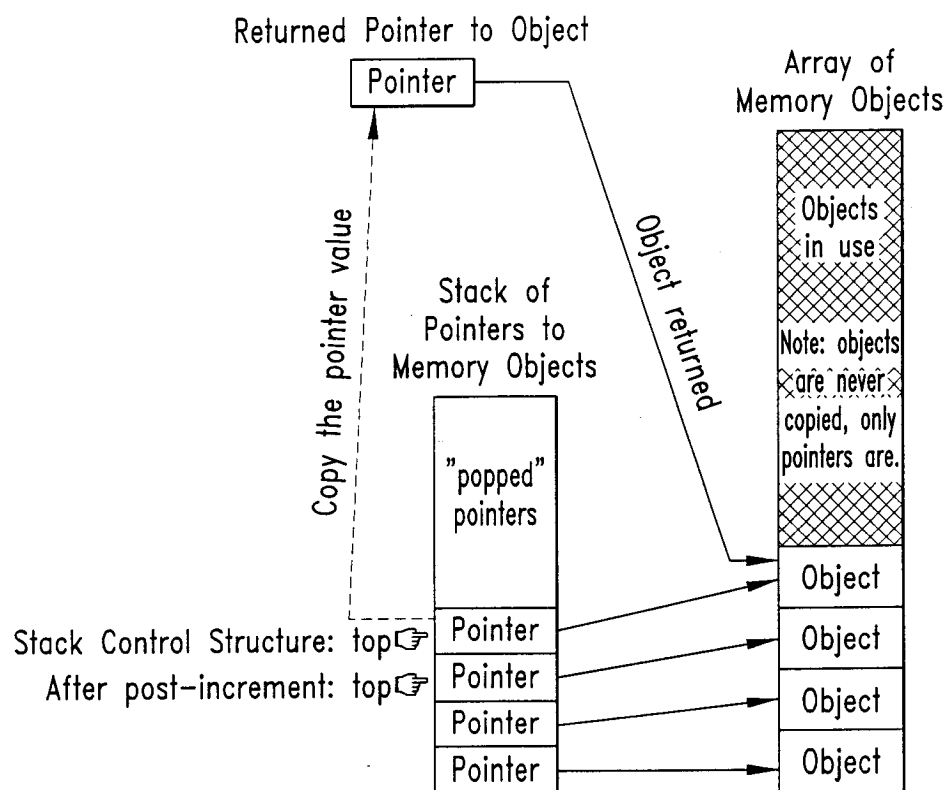 Returned Pointer to Object
Pointer
Array of
Memory Objects
Objects
in use
Note: objects
are never
copied, only
pointers are.
Object returned
Copy the pointer value
Stack of
Pointers to
Memory Objects
"popped"
pointers
Stack Control Structure: top
After post-increment: top
Pointer
Pointer
Pointer
Pointer
Object
Object
Object
Object